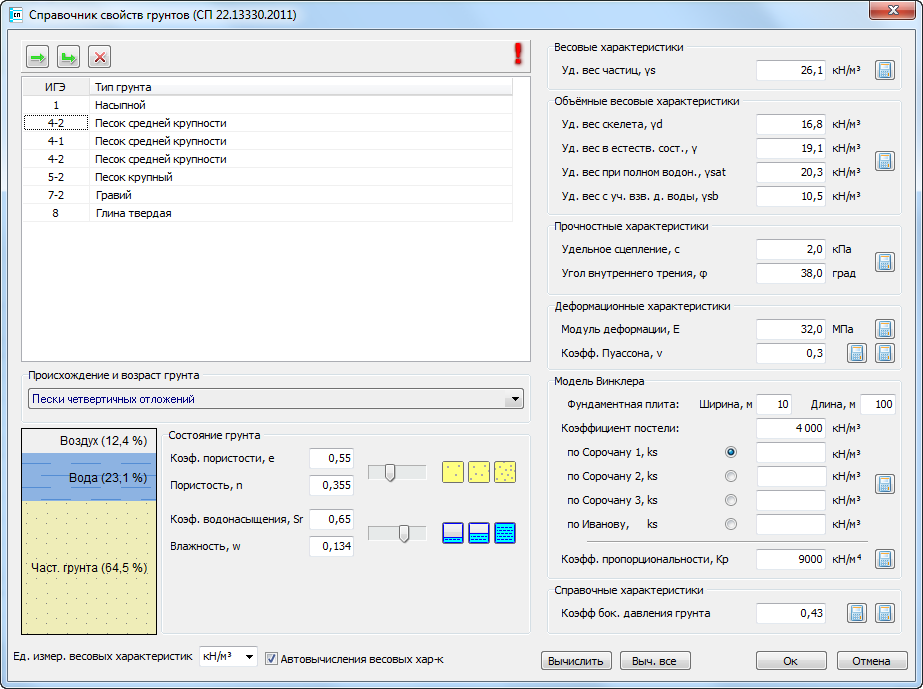 Справочник свойств грунтов (СП 22.13330.2011)
ИГЭ Тип грунта
1 Насыпной
4-2 Песок средней крупности
4-1 Песок средней крупности
4-2 Песок средней крупности
5-2 Песок крупный
7-2 Гравий
8 Глина твердая
Происхождение и возраст грунта
Пески четвертичных отложений
Воздух (12,4 %)
Вода (23,1 %)
Част. грунта (64,5 %)
Состояние грунта
Коэф. пористости, e 0,55
Пористость, n 0,355
Коэф. водонасыщения, Sr 0,65
Влажность, w 0,134
Ед. измер. весовых характеристик кН/м³
Автовычисления весовых хар-к
Весовые характеристики
Уд. вес частиц, γs 26,1 кН/м³
Объёмные весовые характеристики
Уд. вес скелета, γd 16,8 кН/м³
Уд. вес в естеств. сост., γ 19,1 кН/м³
Уд. вес при полном водон., γsat 20,3 кН/м³
Уд. вес с уч. взв. д. воды, γsb 10,5 кН/м³
Прочностные характеристики
Удельное сцепление, c 2,0 кПа
Угол внутреннего трения, φ 38,0 град
Деформационные характеристики
Модуль деформации, E 32,0 МПа
Коэфф. Пуассона, ν 0,3
Модель Винклера
Фундаментная плита: Ширина, м 10 Длина, м 100
Коэффициент постели: 4 000 кН/м³
по Сорочану 1, ks кН/м³
по Сорочану 2, ks кН/м³
по Сорочану 3, ks кН/м³
по Иванову, ks кН/м³
Коэфф. пропорциональности, Kp 9000 кН/м⁴
Справочные характеристики
Коэфф бок. давления грунта 0,43
Вычислить Выч. все Ок Отмена